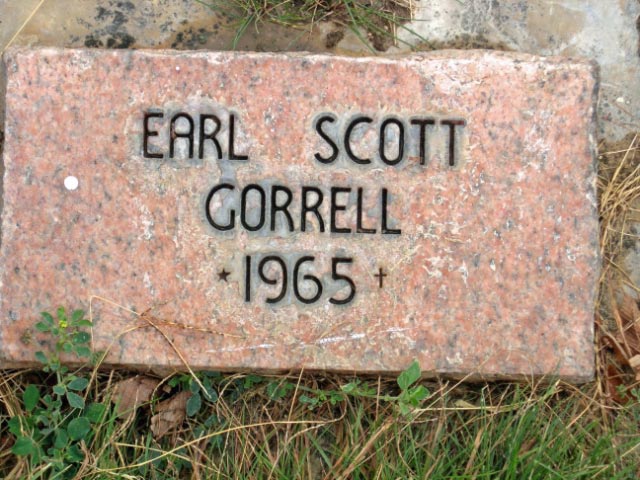 EARL SCOTT
GORRELL
★ 1965 ✝